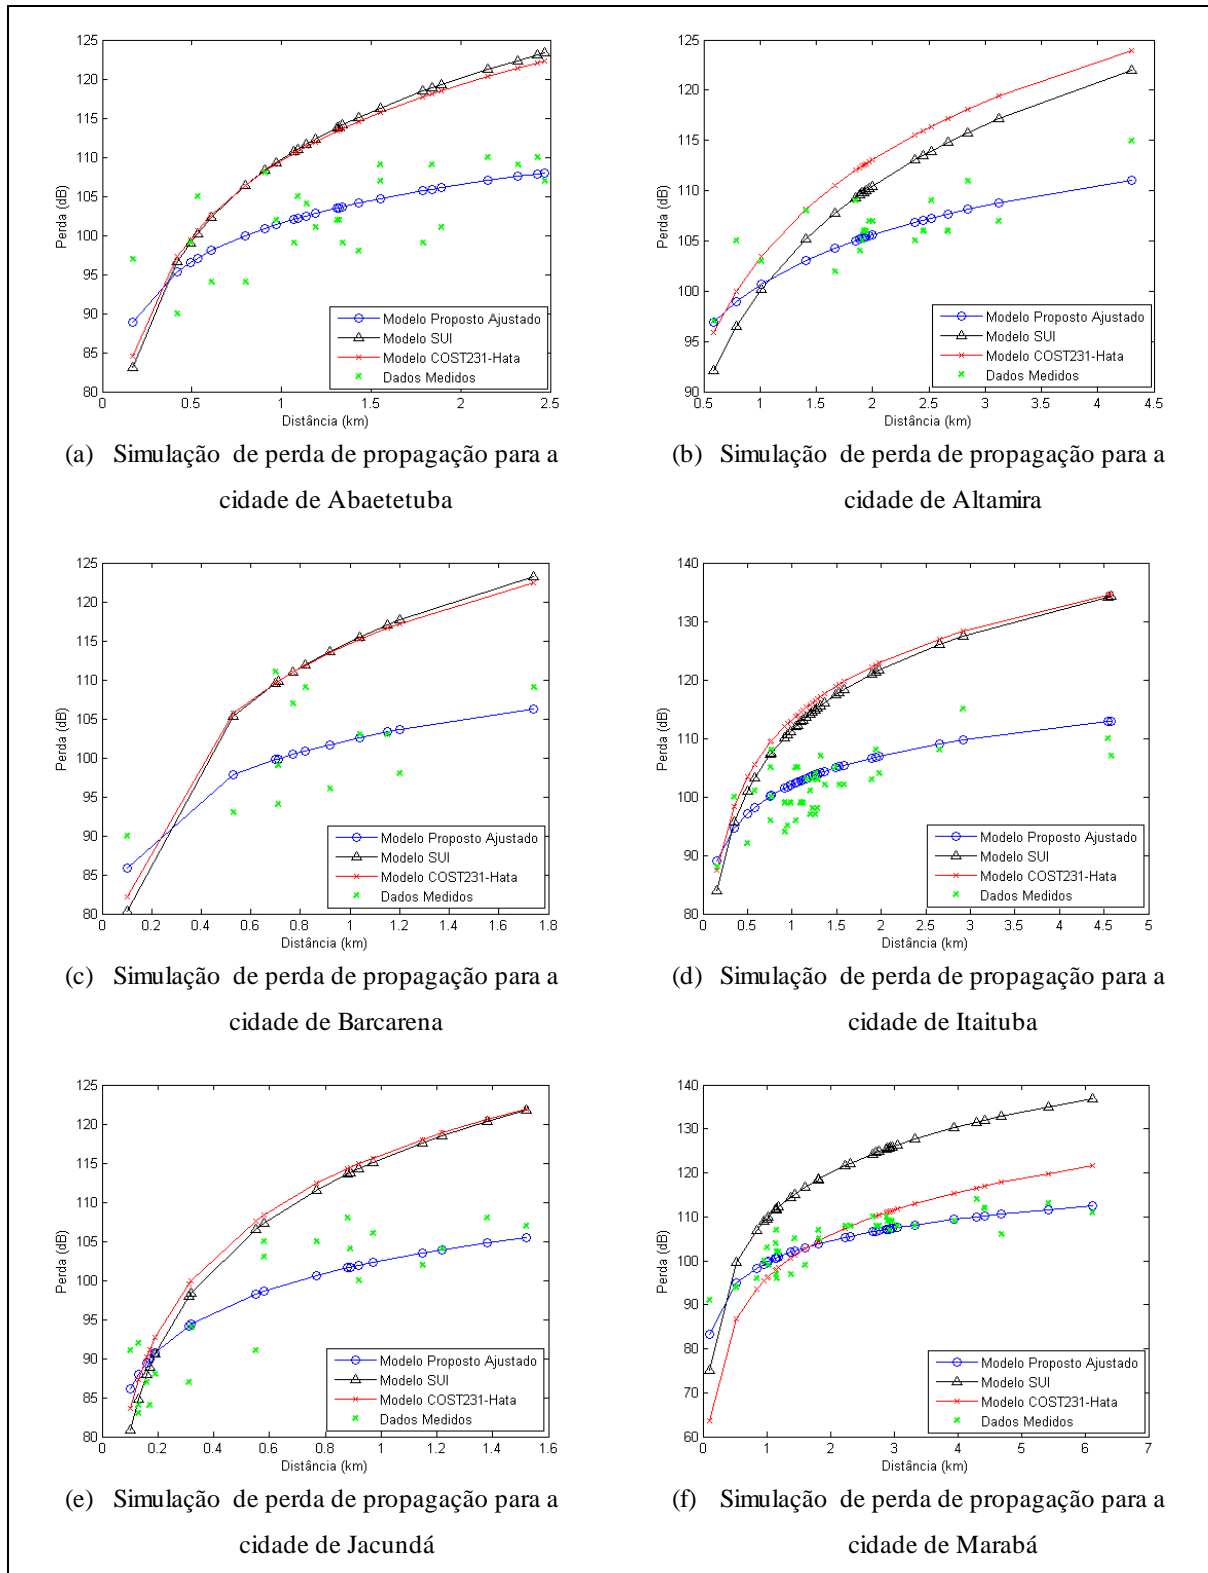 125
120
115
110
105
100
95
90
85
80
Perda (dB)
0
0.5
1
1.5
2
2.5
Distância (km)
Modelo Proposto Ajustado
Modelo SUI
Modelo COST231-Hata
Dados Medidos
(a) Simulação de perda de propagação para a
cidade de Abaetetuba
125
120
115
110
105
100
95
90
Perda (dB)
0.5
1
1.5
2
2.5
3
3.5
4
4.5
Distância (km)
Modelo Proposto Ajustado
Modelo SUI
Modelo COST231-Hata
Dados Medidos
(b) Simulação de perda de propagação para a
cidade de Altamira
125
120
115
110
105
100
95
90
85
80
Perda (dB)
0
0.2
0.4
0.6
0.8
1
1.2
1.4
1.6
1.8
Distância (km)
Modelo Proposto Ajustado
Modelo SUI
Modelo COST231-Hata
Dados Medidos
(c) Simulação de perda de propagação para a
cidade de Barcarena
140
130
120
110
100
90
80
Perda (dB)
0
0.5
1
1.5
2
2.5
3
3.5
4
4.5
5
Distância (km)
Modelo Proposto Ajustado
Modelo SUI
Modelo COST231-Hata
Dados Medidos
(d) Simulação de perda de propagação para a
cidade de Itaituba
125
120
115
110
105
100
95
90
85
80
Perda (dB)
0
0.2
0.4
0.6
0.8
1
1.2
1.4
1.6
Distância (km)
Modelo Proposto Ajustado
Modelo SUI
Modelo COST231-Hata
Dados Medidos
(e) Simulação de perda de propagação para a
cidade de Jacundá
140
130
120
110
100
90
80
70
60
Perda (dB)
0
1
2
3
4
5
6
7
Distância (km)
Modelo Proposto Ajustado
Modelo SUI
Modelo COST231-Hata
Dados Medidos
(f) Simulação de perda de propagação para a
cidade de Marabá